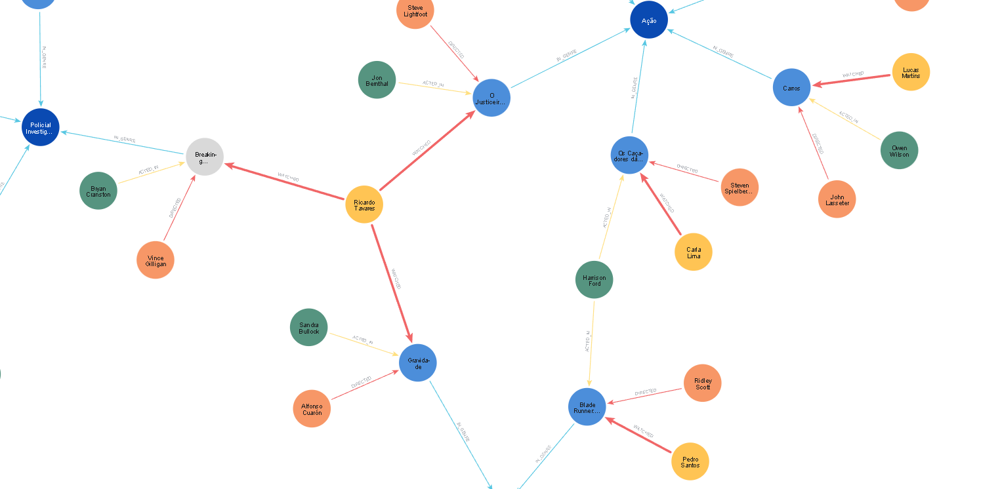 Steve
Lightfoot
Ação
IN_GENRE
DIRECTED
IN_GENRE
IN_GENRE
Lucas
Martins
WATCHED
Jon
Bernthal
ACTED_IN
O
Justiceir...
Carros
IN_GENRE
ACTED_IN
Policial
Investig...
IN_GENRE
WATCHED
DIRECTED
Owen
Wilson
Breakin-
g...
Os Caça-
dores da...
DIRECTED
ACTED_IN
WATCHED
Steven
Spielber...
Bryan
Cranston
John
Lasseter
Ricardo
Tavares
WATCHED
DIRECTED
ACTED_IN
Carla
Lima
Vince
Gilligan
WATCHED
Harrison
Ford
Sandra
Bullock
ACTED_IN
ACTED_IN
Gravida-
de
DIRECTED
Ridley
Scott
DIRECTED
Alfonso
Cuarón
Blade
Runner:...
IN_GENRE
WATCHED
IN_GENRE
Pedro
Santos